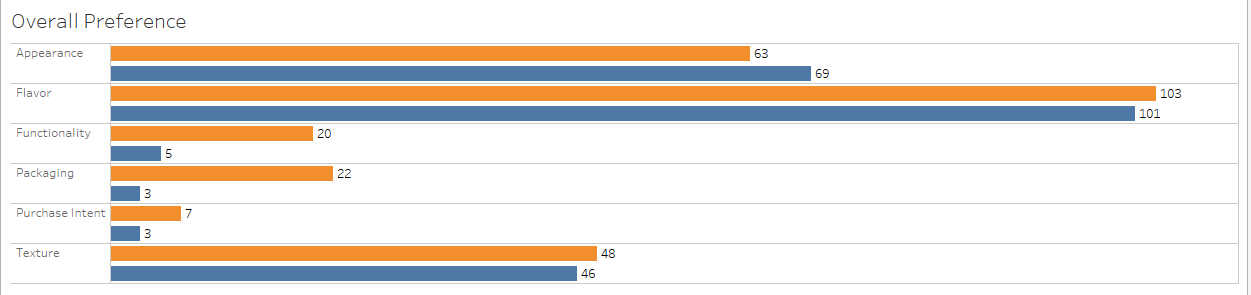 Overall Preference
Appearance
63
69
Flavor
103
101
Functionality
20
5
Packaging
22
3
Purchase Intent
7
3
Texture
48
46